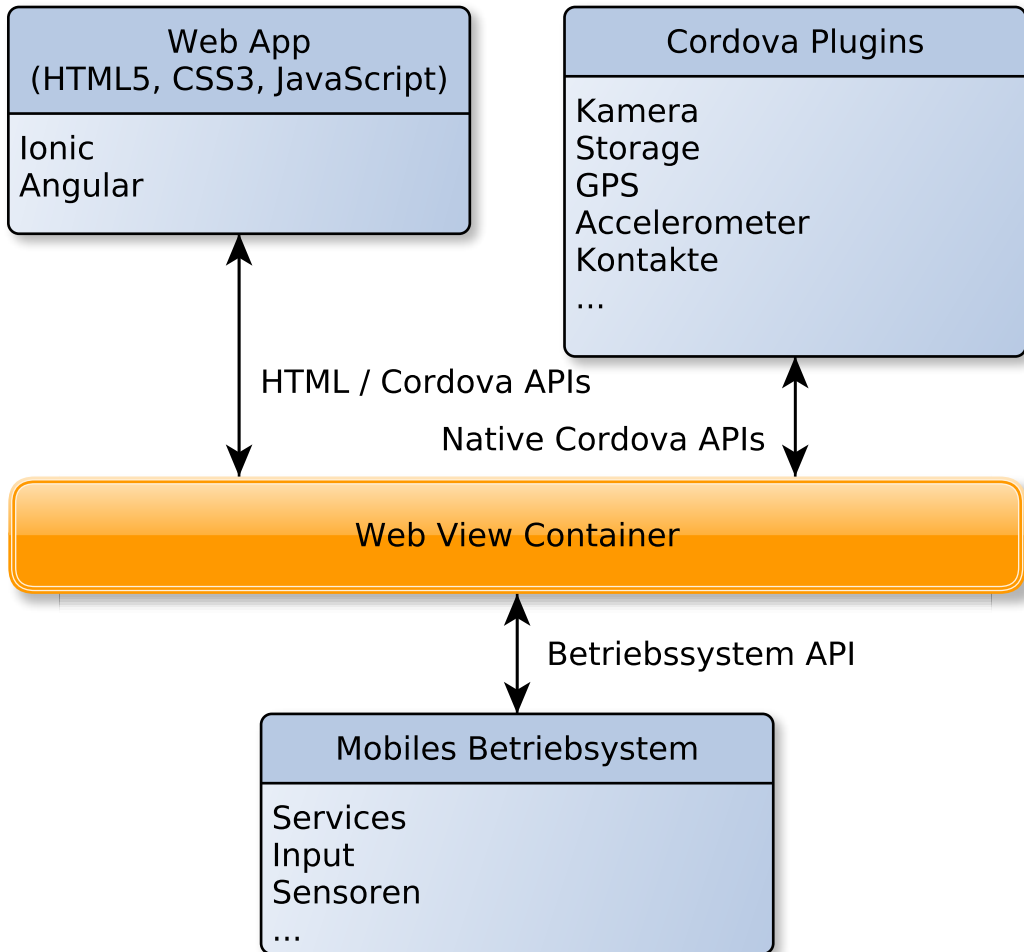 Web App
(HTML5, CSS3, JavaScript)
Ionic
Angular
Cordova Plugins
Kamera
Storage
GPS
Accelerometer
Kontakte
...
HTML / Cordova APIs
Native Cordova APIs
Web View Container
Betriebssystem API
Mobiles Betriebsystem
Services
Input
Sensoren
...